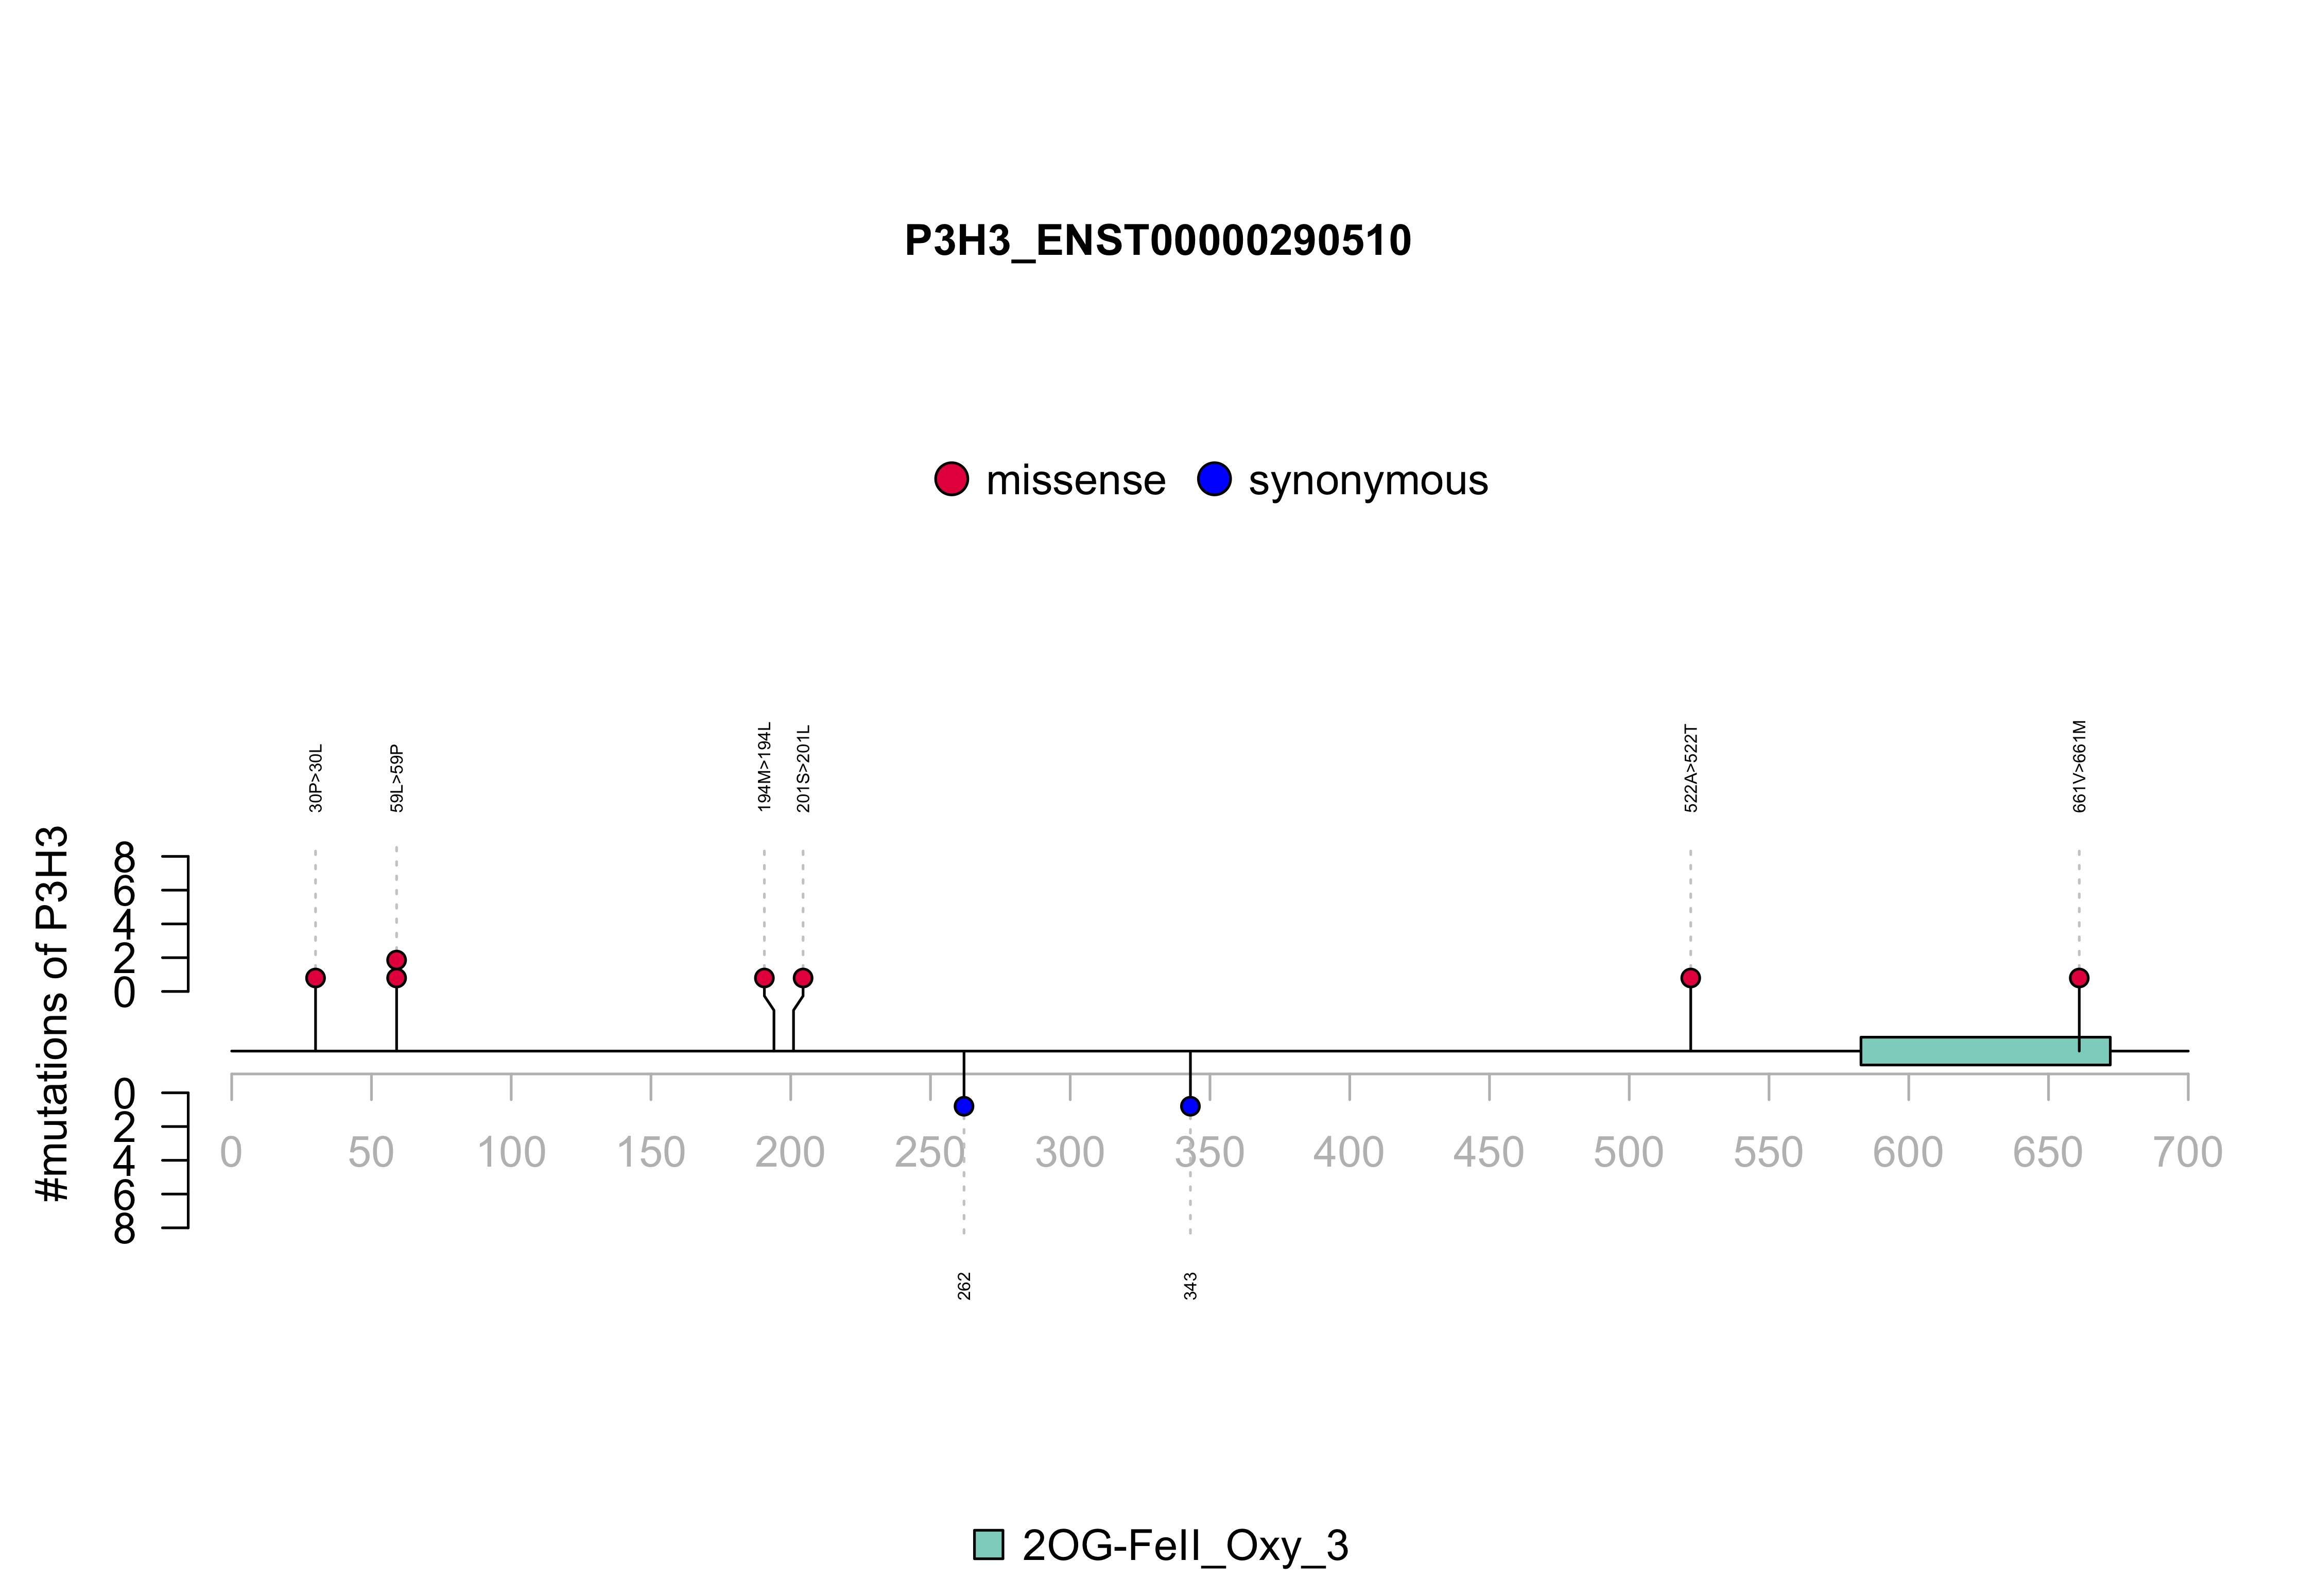 P3H3_ENST00000290510
missense synonymous
30P>30L
59L>59P
194M>194L
201S>201L
522A>522T
661V>661M
#mutations of P3H3
8
6
4
2
0
0
2
4
6
8
0 50 100 150 200 250 300 350 400 450 500 550 600 650 700
262
343
2OG-FeII_Oxy_3